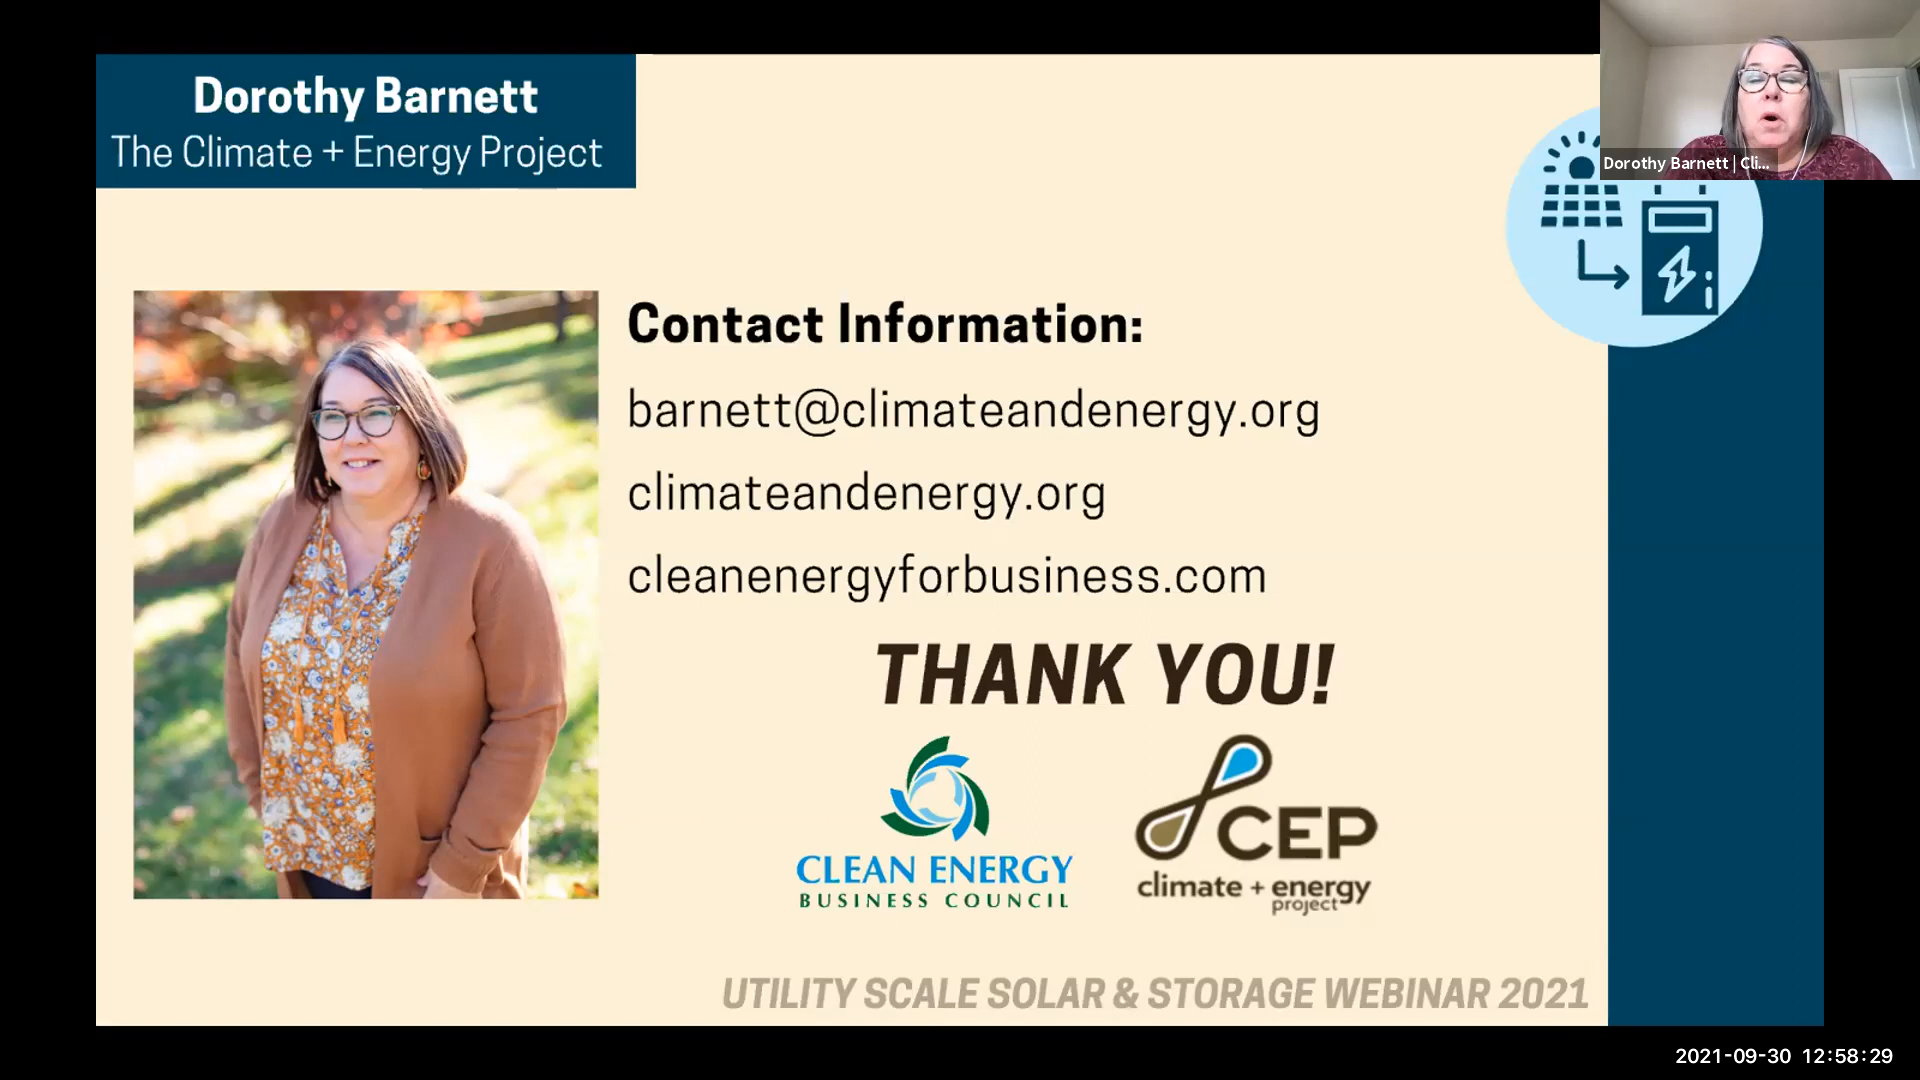 Dorothy Barnett
The Climate + Energy Project
Dorothy Barnett | Cli...
Contact Information:
barnett@climateandenergy.org
climateandenergy.org
cleanenergyforbusiness.com
THANK YOU!
CLEAN ENERGY
BUSINESS COUNCIL
CEP
climate + energy
project
UTILITY SCALE SOLAR & STORAGE WEBINAR 2021
2021-09-30 12:58:29